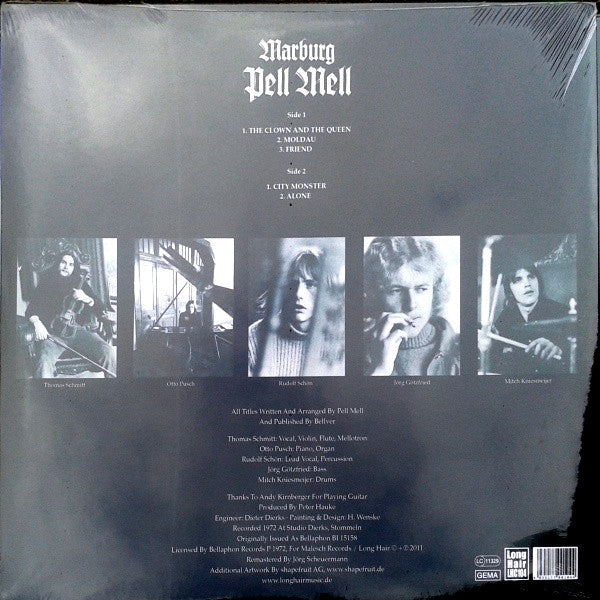 Marburg
Pell Mell
Side 1
1. THE CLOWN AND THE QUEEN
2. MOLDAU
3. FRIEND
Side 2
1. CITY MONSTER
2. ALONE
Thomas Schmitt
Otto Pusch
Rudolf Schön
Jörg Götzfried
Mitch Kniesmeijer
All Titles Written And Arranged By Pell Mell
And Published By Bellver
Thomas Schmitt: Vocal, Violin, Flute, Mellotron
Otto Pusch: Piano, Organ
Rudolf Schön: Lead Vocal, Percussion
Jörg Götzfried: Bass
Mitch Kniesmeijer: Drums
Thanks To Andy Kirnberger For Playing Guitar
Produced By Peter Hauke
Engineer: Dieter Dierks - Painting & Design: H. Wenske
Recorded 1972 At Studio Dierks, Stommeln
Originally Issued As Bellaphon BI 15158
Licensed By Bellaphon Records P 1972, For Malesch Records / Long Hair © + ℗ 2011
Remastered By Jörg Scheuermann
Additional Artwork By shapefruit AG, www.shapefruit.de
www.longhairmusic.de
LC 11329
GEMA
Long
Hair
LHC104